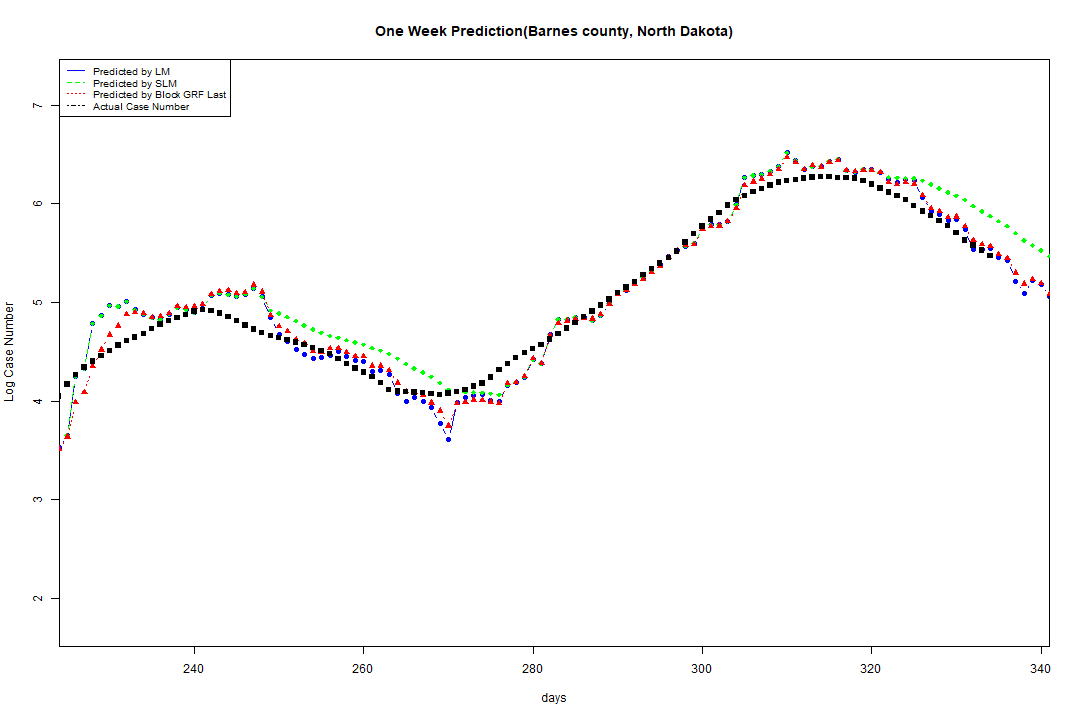 One Week Prediction(Barnes county, North Dakota)
Predicted by LM
Predicted by SLM
Predicted by Block GRF Last
Actual Case Number
7
6
5
4
3
2
Log Case Number
240 260 280 300 320 340
days